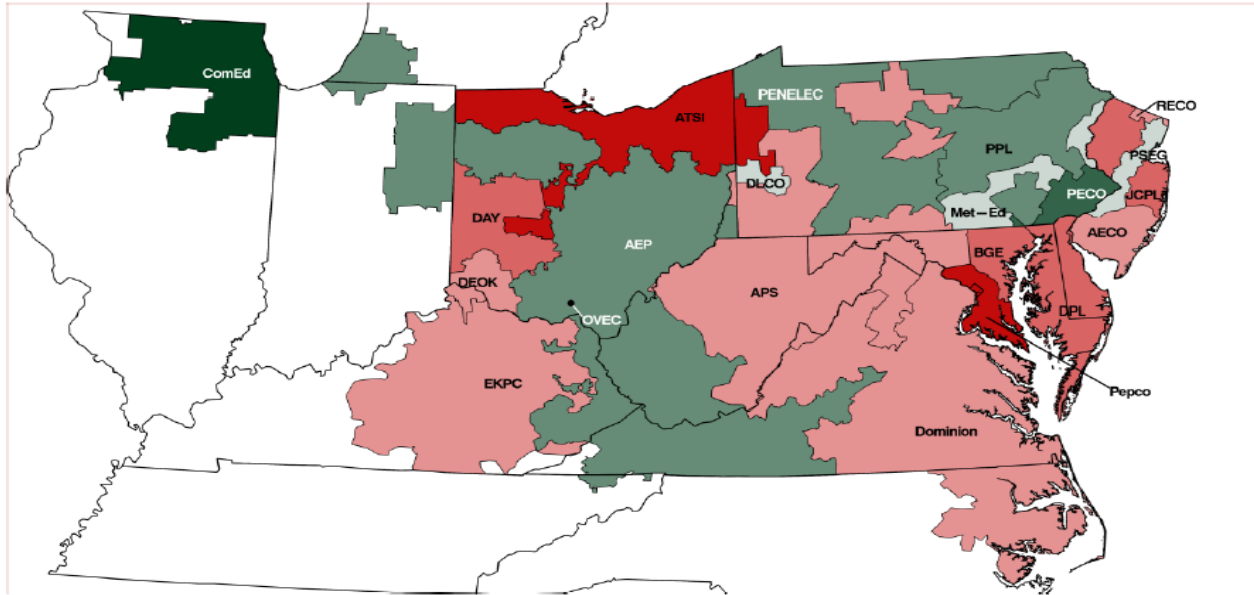 ComEd
RECO
PENELEC
ATSI
PPL
PSEG
DLCO
PECO
JCPL
Met—Ed
DAY
AECO
AEP
BGE
DEOK
APS
DPL
OVEC
EKPC
Pepco
Dominion